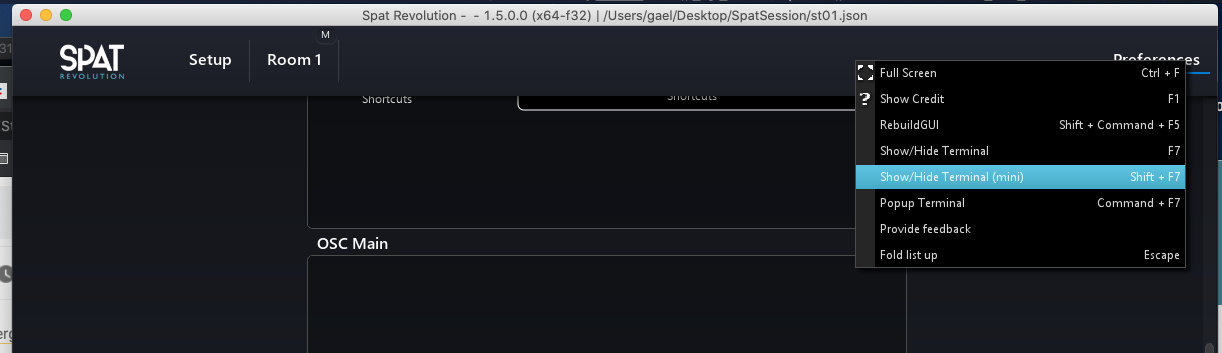 Spat Revolution - - 1.5.0.0 (x64-f32) | /Users/gael/Desktop/SpatSession/st01.json
SPAT
REVOLUTION
Setup
Room 1
M
Preferences
Shortcuts
Shortcuts
Full Screen Ctrl + F
? Show Credit F1
RebuildGUI Shift + Command + F5
Show/Hide Terminal F7
Show/Hide Terminal (mini) Shift + F7
Popup Terminal Command + F7
Provide feedback
Fold list up Escape
OSC Main